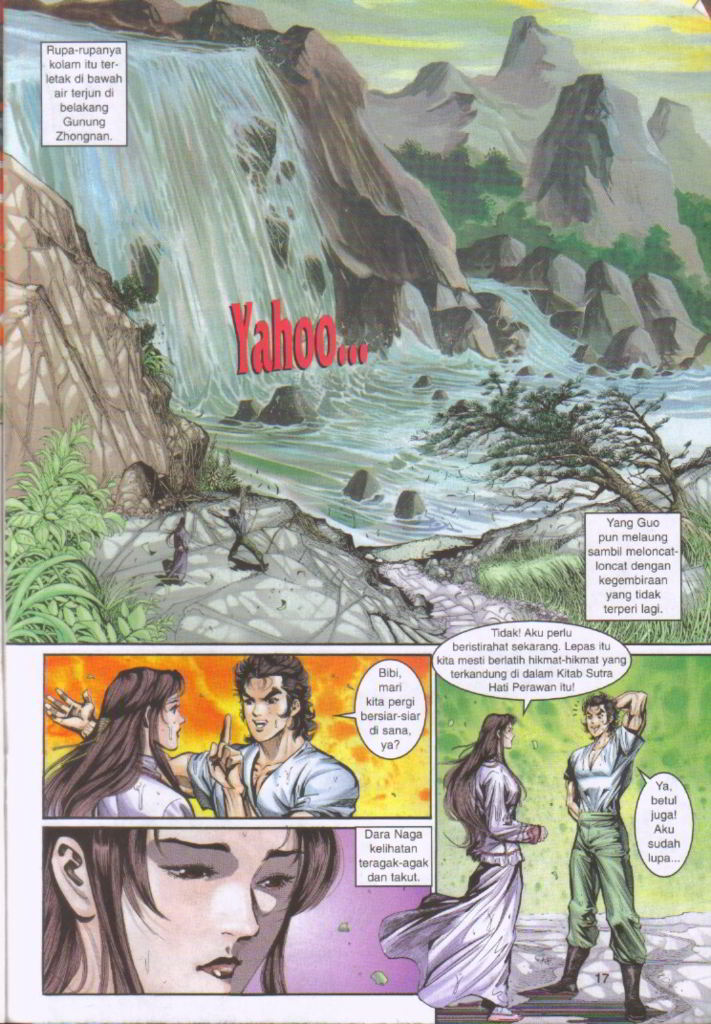 Rupa-rupanya
kolam itu ter-
letak di bawah
air terjun di
belakang
Gunung
Zhongnan.
Yahoo...
Yang Guo
pun melaung
sambil meloncat-
loncat dengan
kegembiraan
yang tidak
terperi lagi.
Bibi,
mari
kita pergi
bersiar-siar
di sana,
ya?
Dara Naga
kelihatan
teragak-agak
dan takut.
Tidak! Aku perlu
beristirahat sekarang. Lepas itu
kita mesti berlatih hikmat-hikmat yang
terkandung di dalam Kitab Sutra
Hati Perawan itu!
Ya,
betul
juga!
Aku
sudah
lupa...
17